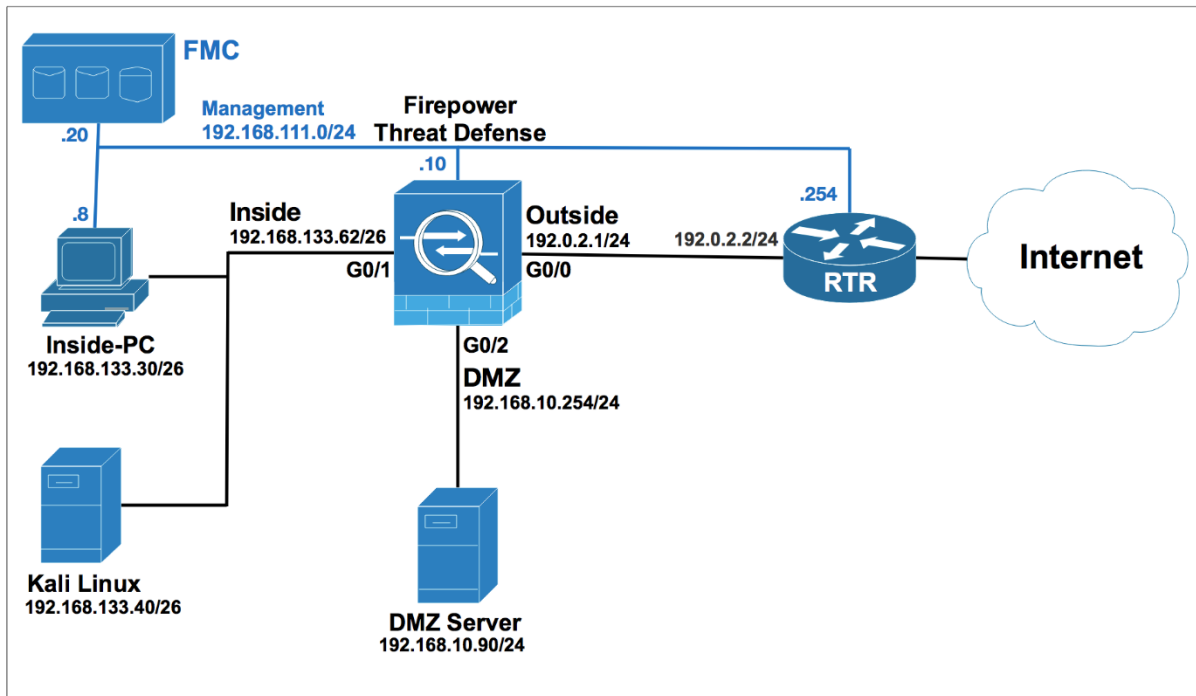 FMC
Management
192.168.111.0/24
Firepower
Threat Defense
.20
.10
.8
.254
Inside
192.168.133.62/26
G0/1
Outside
192.0.2.1/24
G0/0
192.0.2.2/24
RTR
Internet
Inside-PC
192.168.133.30/26
G0/2
DMZ
192.168.10.254/24
Kali Linux
192.168.133.40/26
DMZ Server
192.168.10.90/24